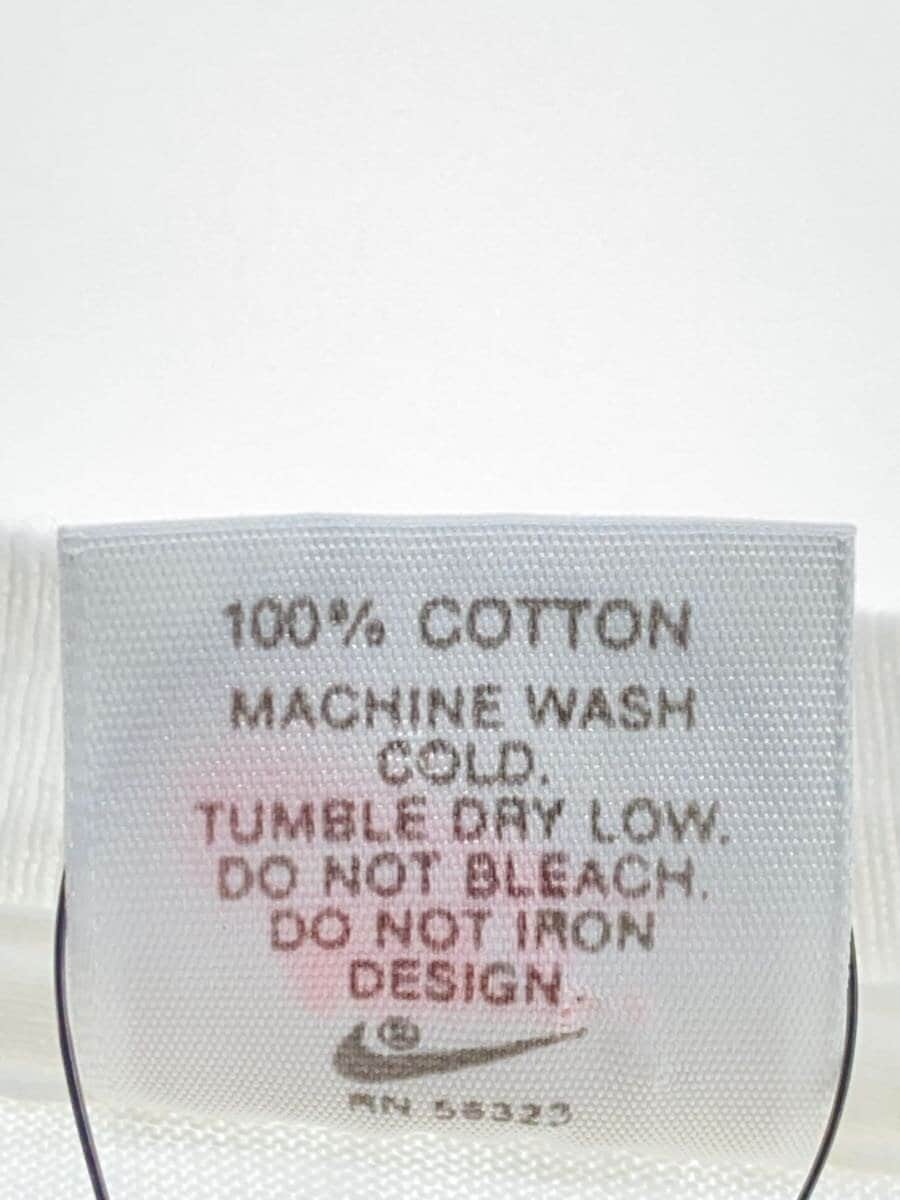 100% COTTON
MACHINE WASH
COLD.
TUMBLE DRY LOW.
DO NOT BLEACH.
DO NOT IRON
DESIGN.
®
RN 56323